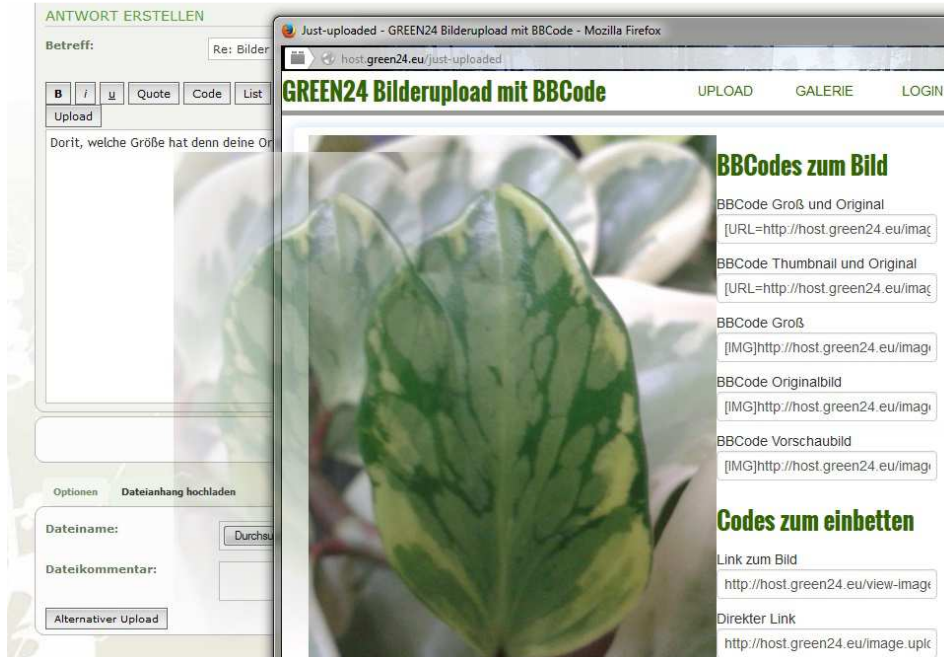 ANTWORT ERSTELLEN
Betreff:
Re: Bilder
B i u Quote Code List
Upload
Dorit, welche Größe hat denn deine Or
Optionen Dateianhang hochladen
Dateiname:
Durchsu
Dateikommentar:
Alternativer Upload
Just-uploaded - GREEN24 Bilderupload mit BBCode - Mozilla Firefox
host.green24.eu/just-uploaded
GREEN24 Bilderupload mit BBCode
UPLOAD GALERIE LOGIN
BBCodes zum Bild
BBCode Groß und Original
[URL=http://host.green24.eu/imag
BBCode Thumbnail und Original
[URL=http://host.green24.eu/imag
BBCode Groß
[IMG]http://host.green24.eu/image
BBCode Originalbild
[IMG]http://host.green24.eu/image
BBCode Vorschaubild
[IMG]http://host.green24.eu/image
Codes zum einbetten
Link zum Bild
http://host.green24.eu/view-image
Direkter Link
http://host.green24.eu/image.uplo